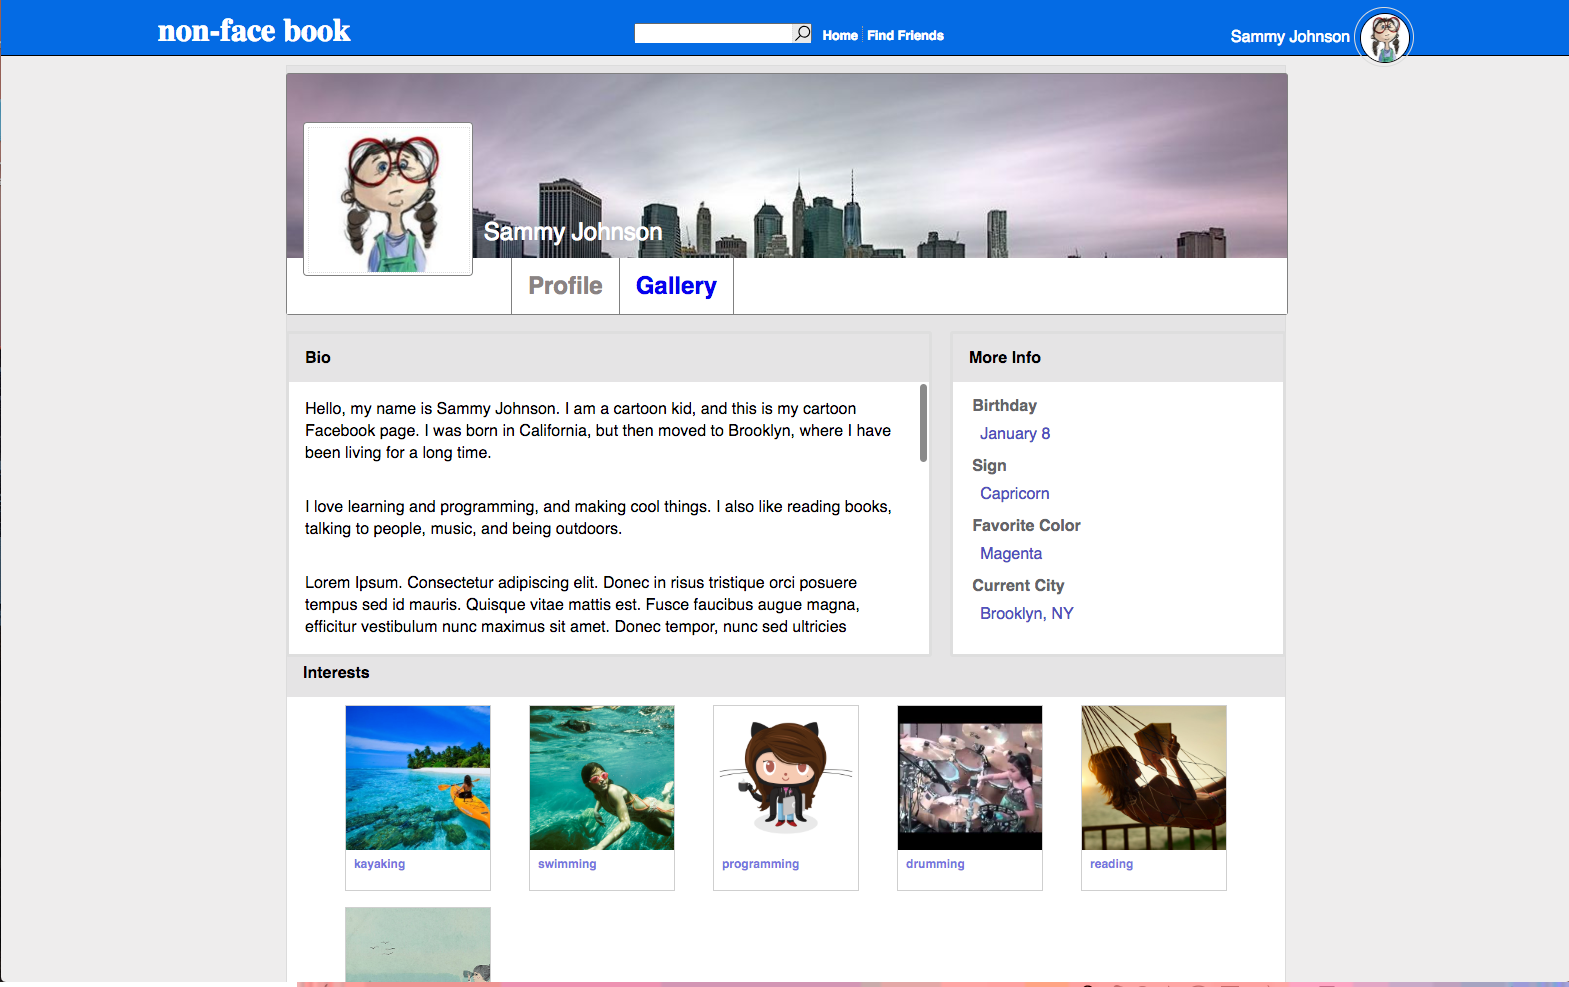 non-face book
Home Find Friends
Sammy Johnson
Sammy Johnson
Profile Gallery
Bio
Hello, my name is Sammy Johnson. I am a cartoon kid, and this is my cartoon
Facebook page. I was born in California, but then moved to Brooklyn, where I have
been living for a long time.
I love learning and programming, and making cool things. I also like reading books,
talking to people, music, and being outdoors.
Lorem Ipsum. Consectetur adipiscing elit. Donec in risus tristique orci posuere
tempus sed id mauris. Quisque vitae mattis est. Fusce faucibus augue magna,
efficitur vestibulum nunc maximus sit amet. Donec tempor, nunc sed ultricies
More Info
Birthday
January 8
Sign
Capricorn
Favorite Color
Magenta
Current City
Brooklyn, NY
Interests
kayaking
swimming
programming
drumming
reading